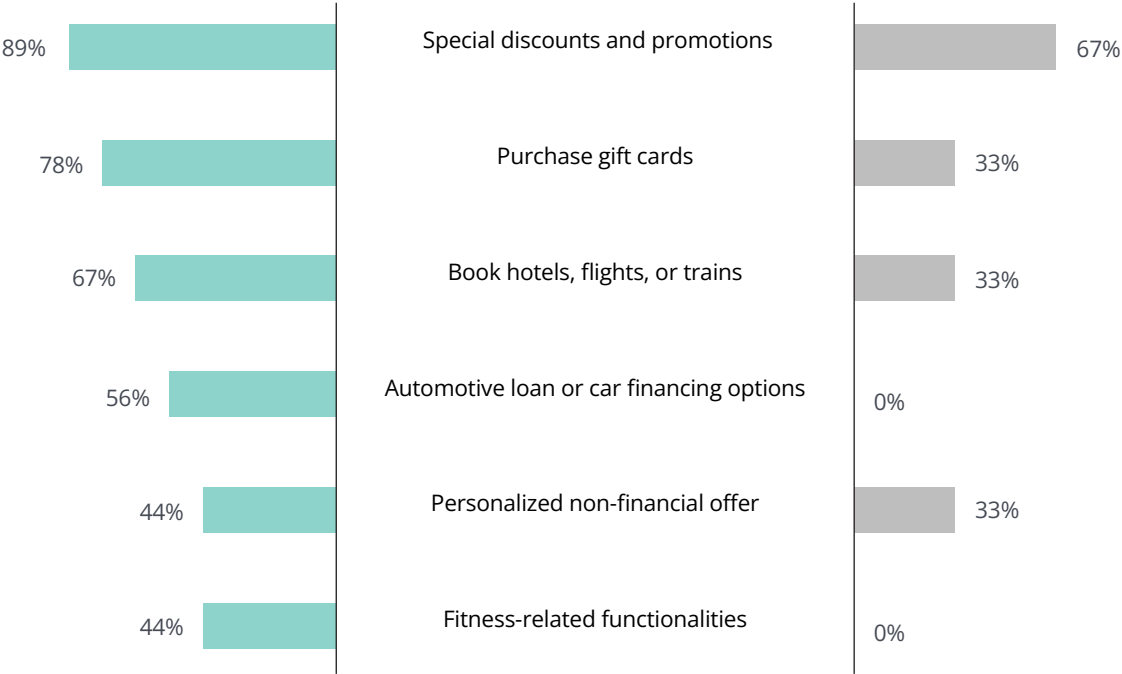 89% Special discounts and promotions 67%
78% Purchase gift cards 33%
67% Book hotels, flights, or trains 33%
56% Automotive loan or car financing options 0%
44% Personalized non-financial offer 33%
44% Fitness-related functionalities 0%